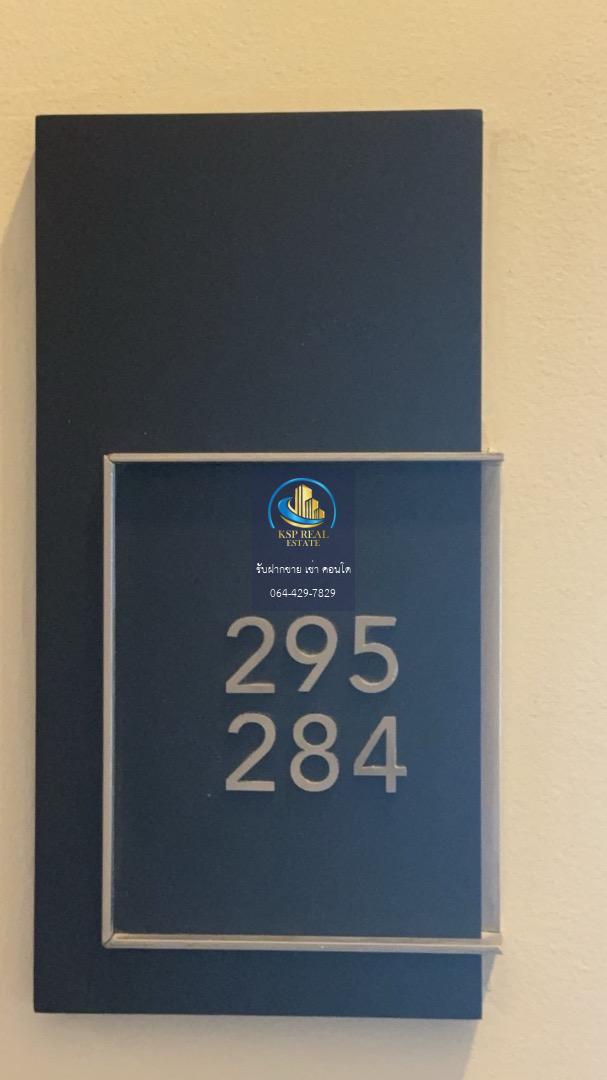 KSP REAL
ESTATE
รับฝากขาย เช่า คอนโด
064-429-7829
295
284